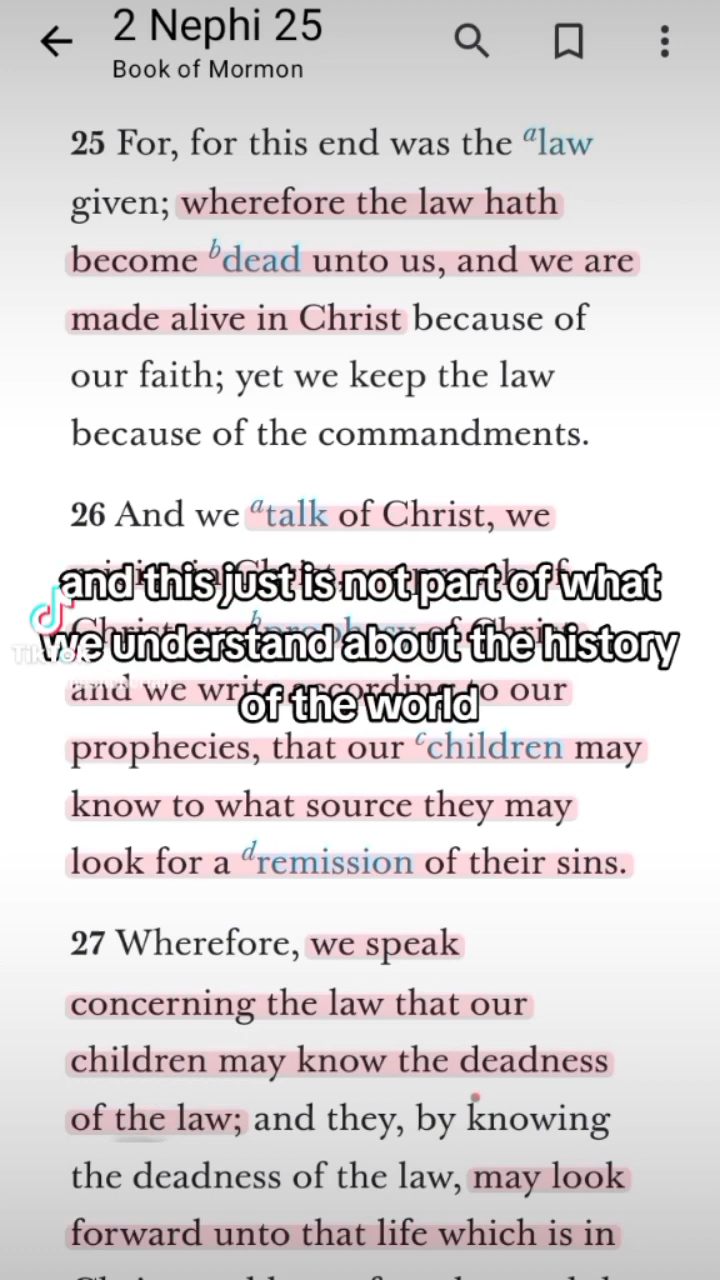 2 Nephi 25
Book of Mormon
25 For, for this end was the ᵃlaw
given; wherefore the law hath
become ᵇdead unto us, and we are
made alive in Christ because of
our faith; yet we keep the law
because of the commandments.
26 And we ᵃtalk of Christ, we
and this just is not part of what
we understand about the history
of the world
TikTok
and we write according to our
prophecies, that our ᶜchildren may
know to what source they may
look for a ᵈremission of their sins.
27 Wherefore, we speak
concerning the law that our
children may know the deadness
of the law; and they, by knowing
the deadness of the law, may look
forward unto that life which is in